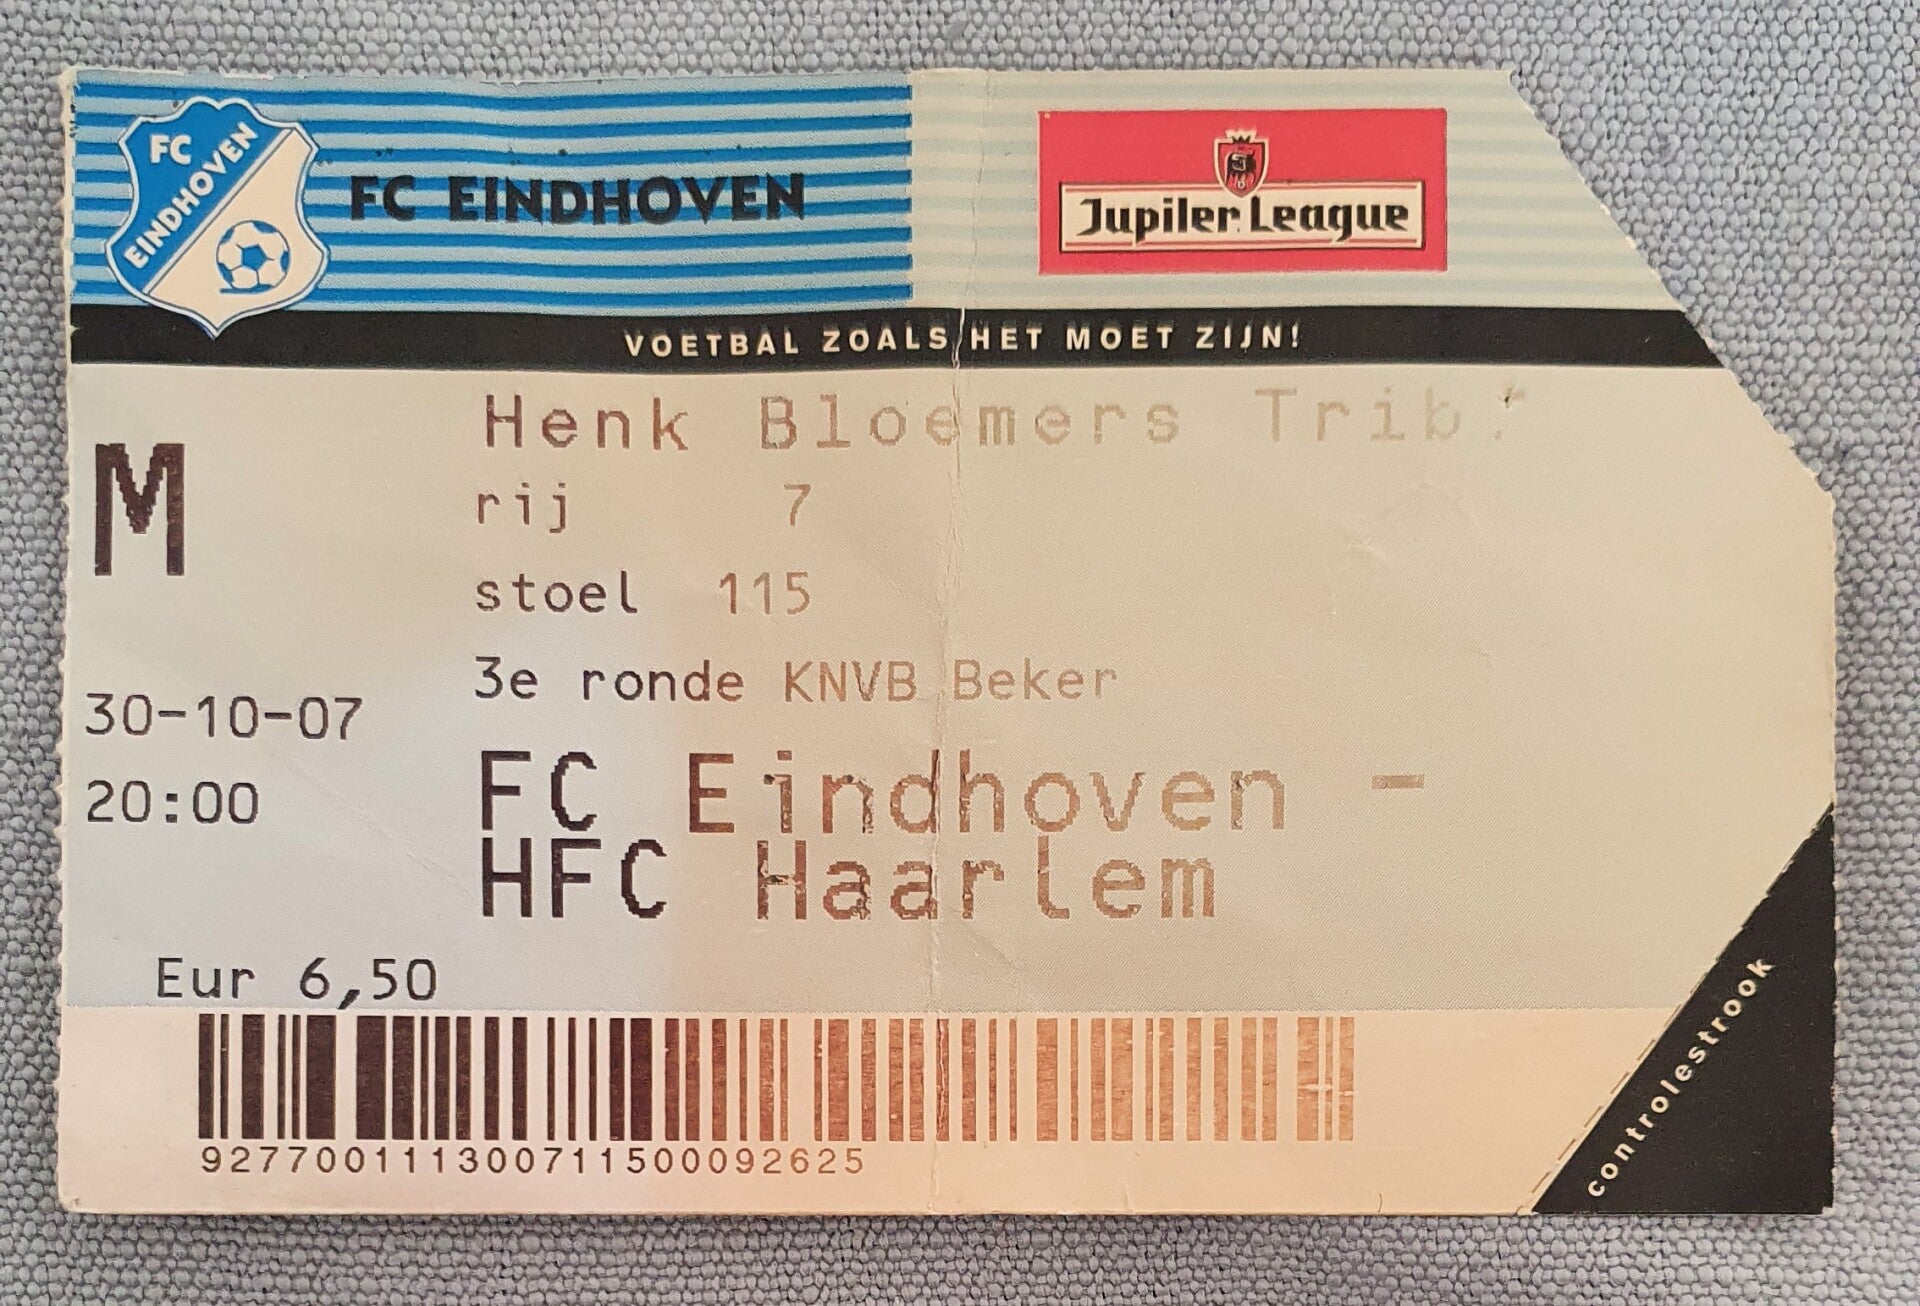 FC
EINDHOVEN
FC EINDHOVEN
Jupiler League
VOETBAL ZOALS HET MOET ZIJN!
Henk Bloemers Trib.
M
rij 7
stoel 115
3e ronde KNVB Beker
30-10-07
FC Eindhoven -
20:00
HFC Haarlem
Eur 6,50
927700111300711500092625
controlestrook